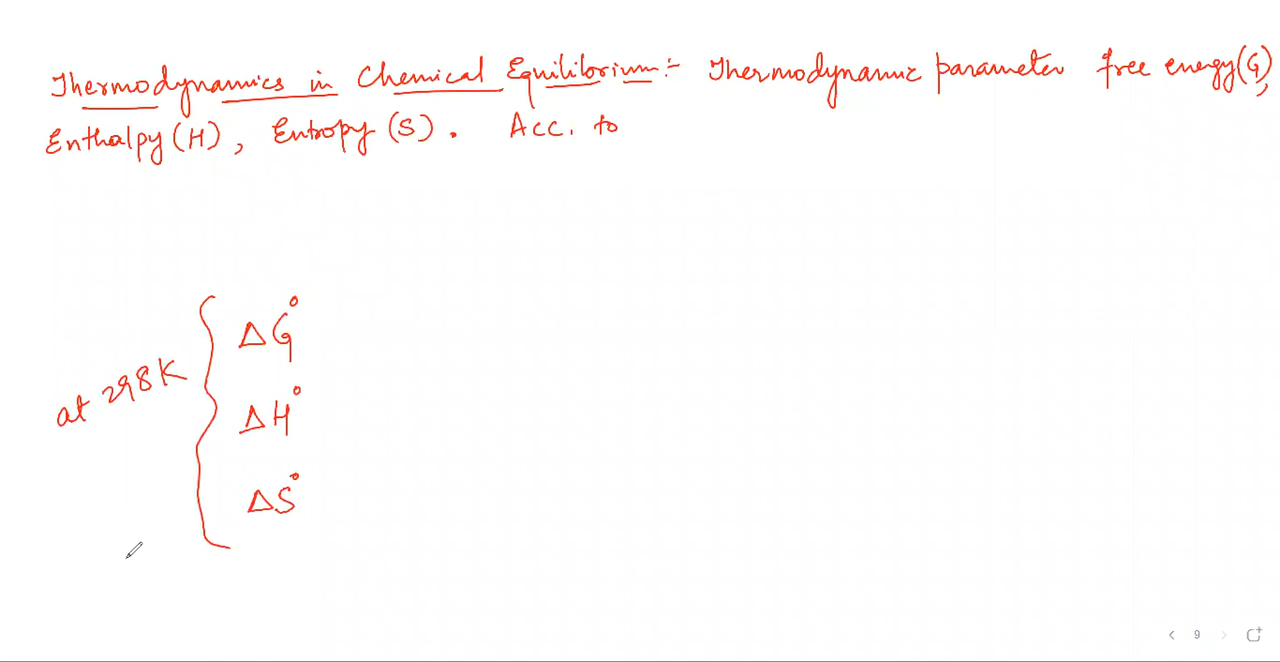 Thermodynamics in Chemical Equilibrium:- Thermodynamic parameter free energy(G),
Enthalpy(H), Entropy(S). Acc. to
at 298K
ΔG°
ΔH°
ΔS°
9